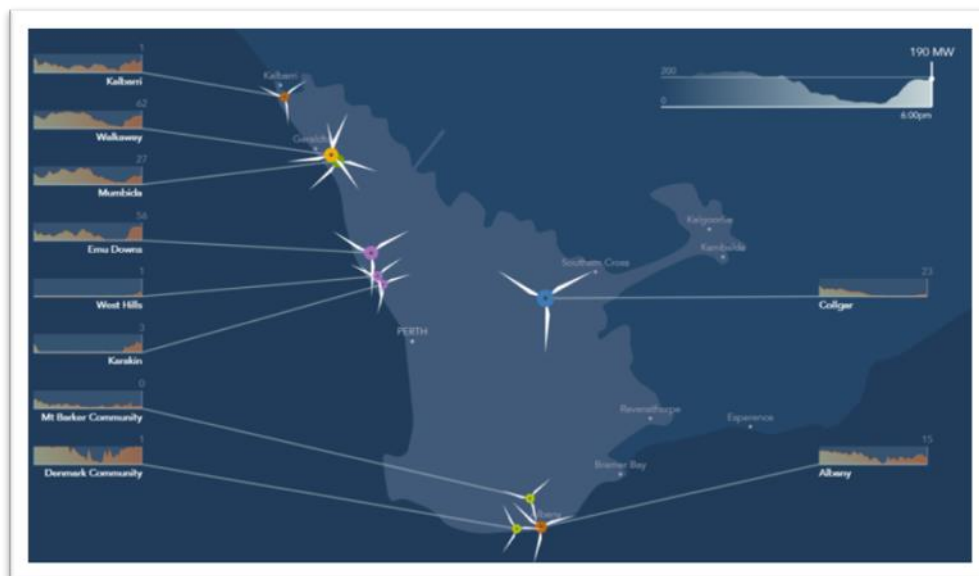 1
Kalbarri
62
Walkaway
27
Mumbida
56
Emu Downs
1
West Hills
3
Karakin
0
Mt Barker Community
1
Denmark Community
Kalbarri
Geraldton
PERTH
Southern Cross
Kalgoorlie
Kambalda
Ravensthorpe
Esperence
Bremer Bay
Albany
190 MW
200
0
6:00pm
23
Collgar
15
Albany